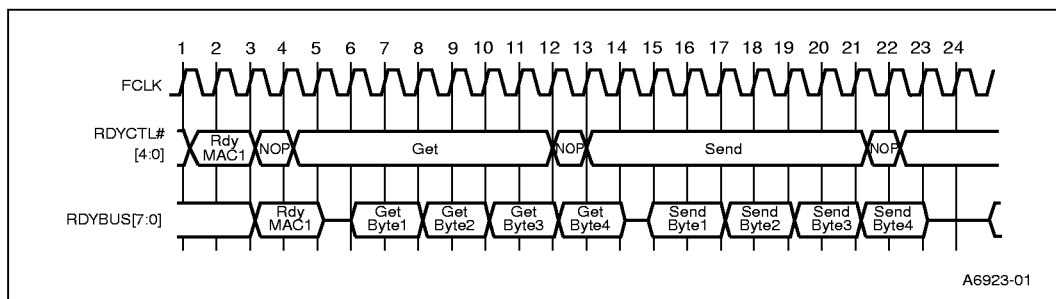 1 2 3 4 5 6 7 8 9 10 11 12 13 14 15 16 17 18 19 20 21 22 23 24
FCLK
RDYCTL#
[4:0]
Rdy
MAC1
NOP
Get
NOP
Send
NOP
RDYBUS[7:0]
Rdy
MAC1
Get
Byte1
Get
Byte2
Get
Byte3
Get
Byte4
Send
Byte1
Send
Byte2
Send
Byte3
Send
Byte4
A6923-01